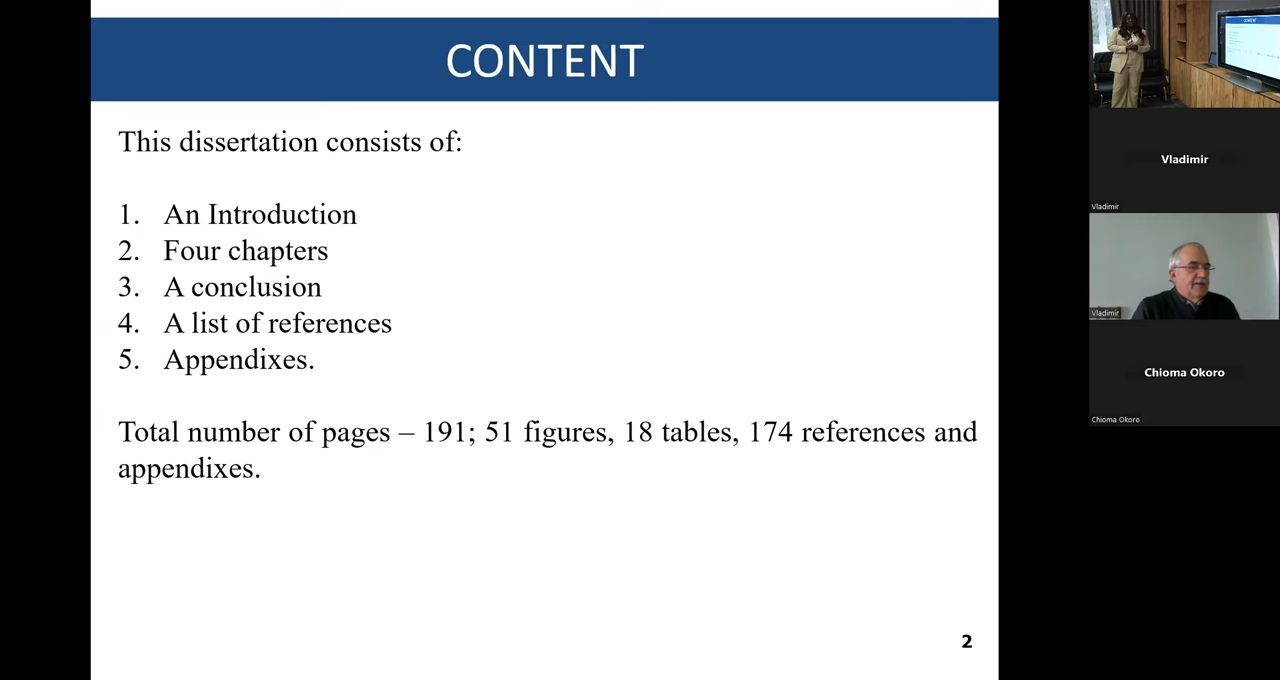 CONTENT
This dissertation consists of:
1. An Introduction
2. Four chapters
3. A conclusion
4. A list of references
5. Appendixes.
Total number of pages – 191; 51 figures, 18 tables, 174 references and
appendixes.
2
Vladimir
Vladimir
Vladimir
Chioma Okoro
Chioma Okoro